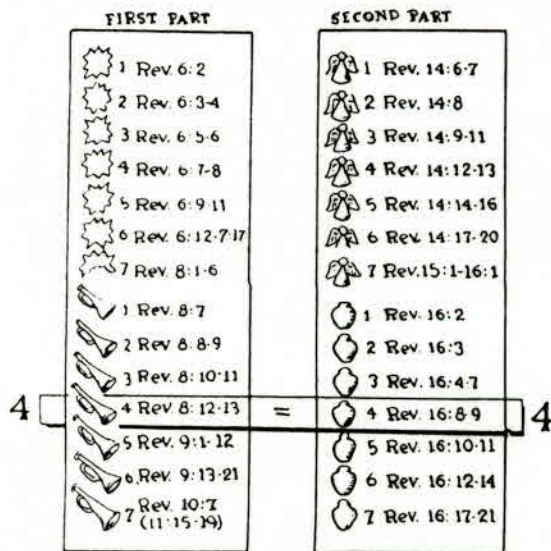 FIRST PART
1 Rev. 6:2
2 Rev. 6:3-4
3 Rev. 6:5-6
4 Rev. 6:7-8
5 Rev. 6:9-11
6 Rev. 6:12-7:17
7 Rev. 8:1-6
1 Rev. 8:7
2 Rev. 8:8-9
3 Rev. 8:10-11
4 4 Rev. 8:12-13 =
5 Rev. 9:1-12
6. Rev. 9:13-21
7 Rev. 10:7
(11:15-19)
SECOND PART
1 Rev. 14:6-7
2 Rev. 14:8
3 Rev. 14:9-11
4 Rev. 14:12-13
5 Rev. 14:14-16
6 Rev. 14:17-20
7 Rev. 15:1-16:1
1 Rev. 16:2
2 Rev. 16:3
3 Rev. 16:4-7
4 Rev. 16:8-9 4
5 Rev. 16:10-11
6 Rev. 16:12-14
7 Rev. 16:17-21